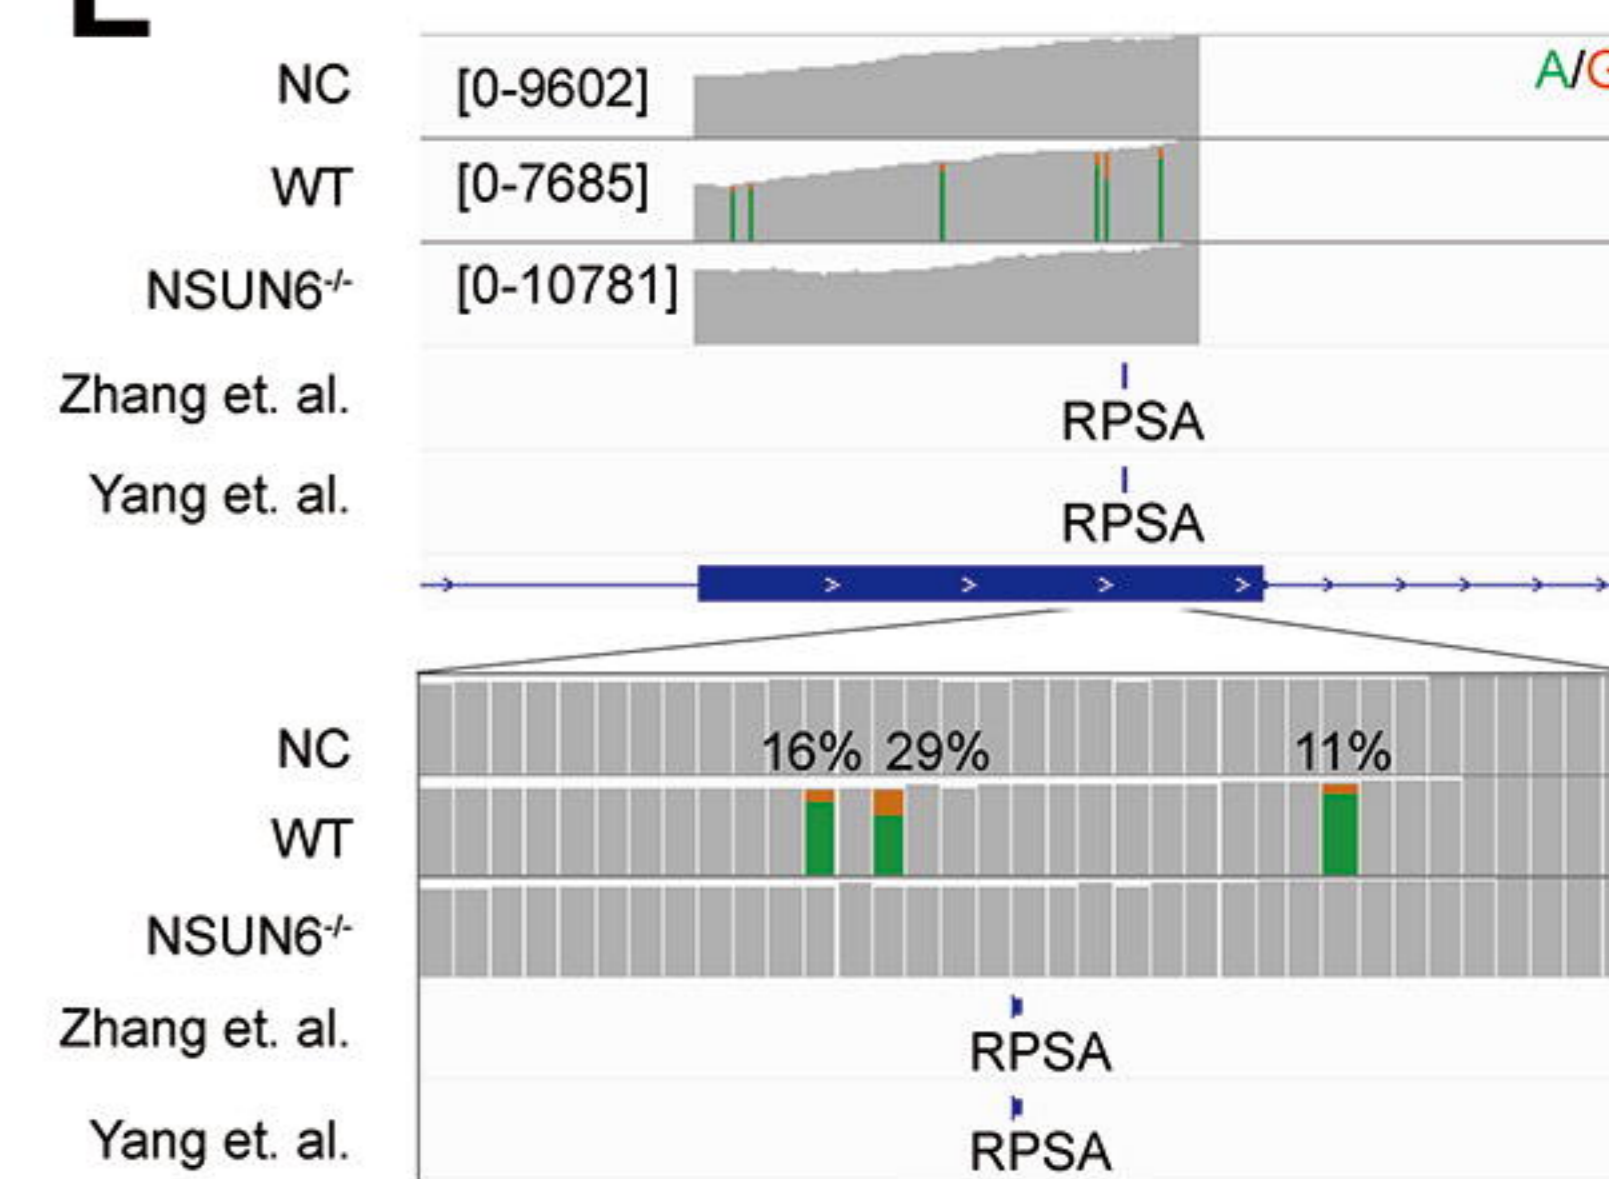 NC [0-9602] A/G
WT [0-7685]
NSUN6-/- [0-10781]
Zhang et. al.
RPSA
Yang et. al.
RPSA
NC 16% 29% 11%
WT
NSUN6-/-
Zhang et. al.
RPSA
Yang et. al.
RPSA